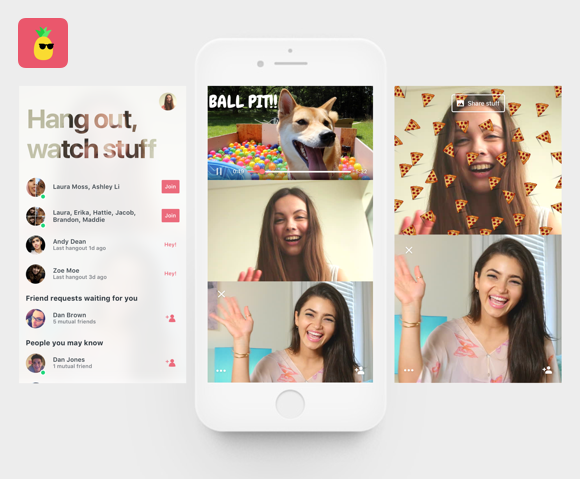 Hang out,
watch stuff
Laura Moss, Ashley Li
Join
Laura, Erika, Hattie, Jacob,
Brandon, Maddie
Join
Andy Dean
Last hangout 1d ago
Hey!
Zoe Moe
Last hangout 3d ago
Hey!
Friend requests waiting for you
Dan Brown
5 mutual friends
People you may know
Dan Jones
1 mutual friend
BALL PIT!!
Share stuff